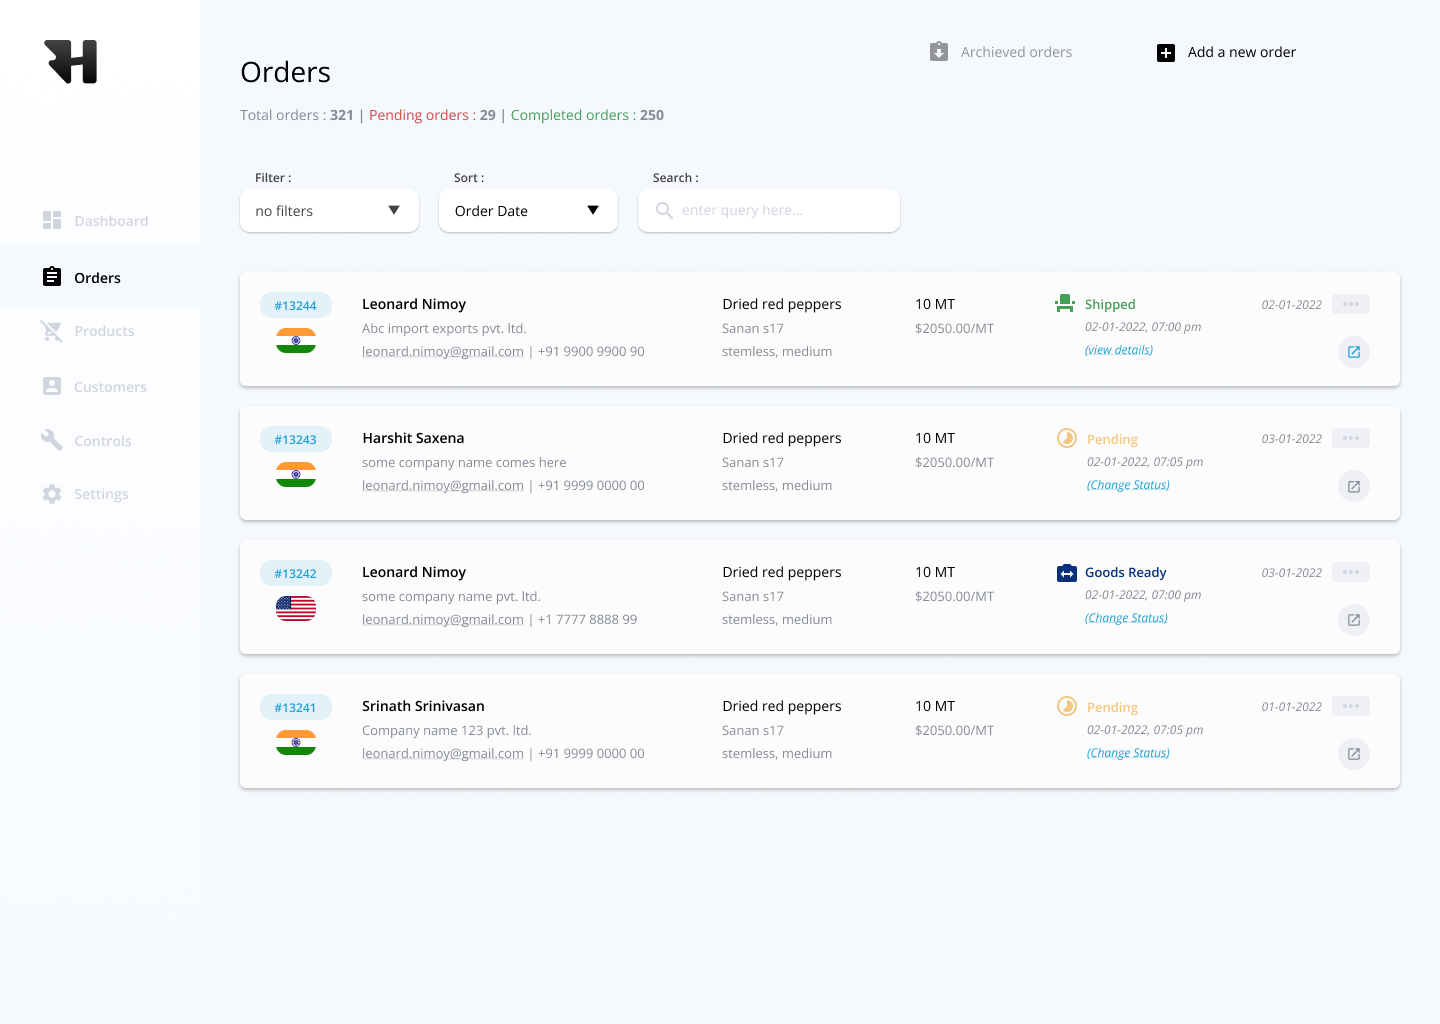 Archieved orders
Add a new order
Orders
Total orders : 321 | Pending orders : 29 | Completed orders : 250
Filter :
Sort :
Search :
no filters
Order Date
enter query here...
Dashboard
Orders
Products
Customers
Controls
Settings
#13244
Leonard Nimoy
Abc import exports pvt. ltd.
leonard.nimoy@gmail.com | +91 9900 9900 90
Dried red peppers
Sanan s17
stemless, medium
10 MT
$2050.00/MT
Shipped
02-01-2022, 07:00 pm
(view details)
02-01-2022
#13243
Harshit Saxena
some company name comes here
leonard.nimoy@gmail.com | +91 9999 0000 00
Dried red peppers
Sanan s17
stemless, medium
10 MT
$2050.00/MT
Pending
02-01-2022, 07:05 pm
(Change Status)
03-01-2022
#13242
Leonard Nimoy
some company name pvt. ltd.
leonard.nimoy@gmail.com | +1 7777 8888 99
Dried red peppers
Sanan s17
stemless, medium
10 MT
$2050.00/MT
Goods Ready
02-01-2022, 07:00 pm
(Change Status)
03-01-2022
#13241
Srinath Srinivasan
Company name 123 pvt. ltd.
leonard.nimoy@gmail.com | +91 9999 0000 00
Dried red peppers
Sanan s17
stemless, medium
10 MT
$2050.00/MT
Pending
02-01-2022, 07:05 pm
(Change Status)
01-01-2022